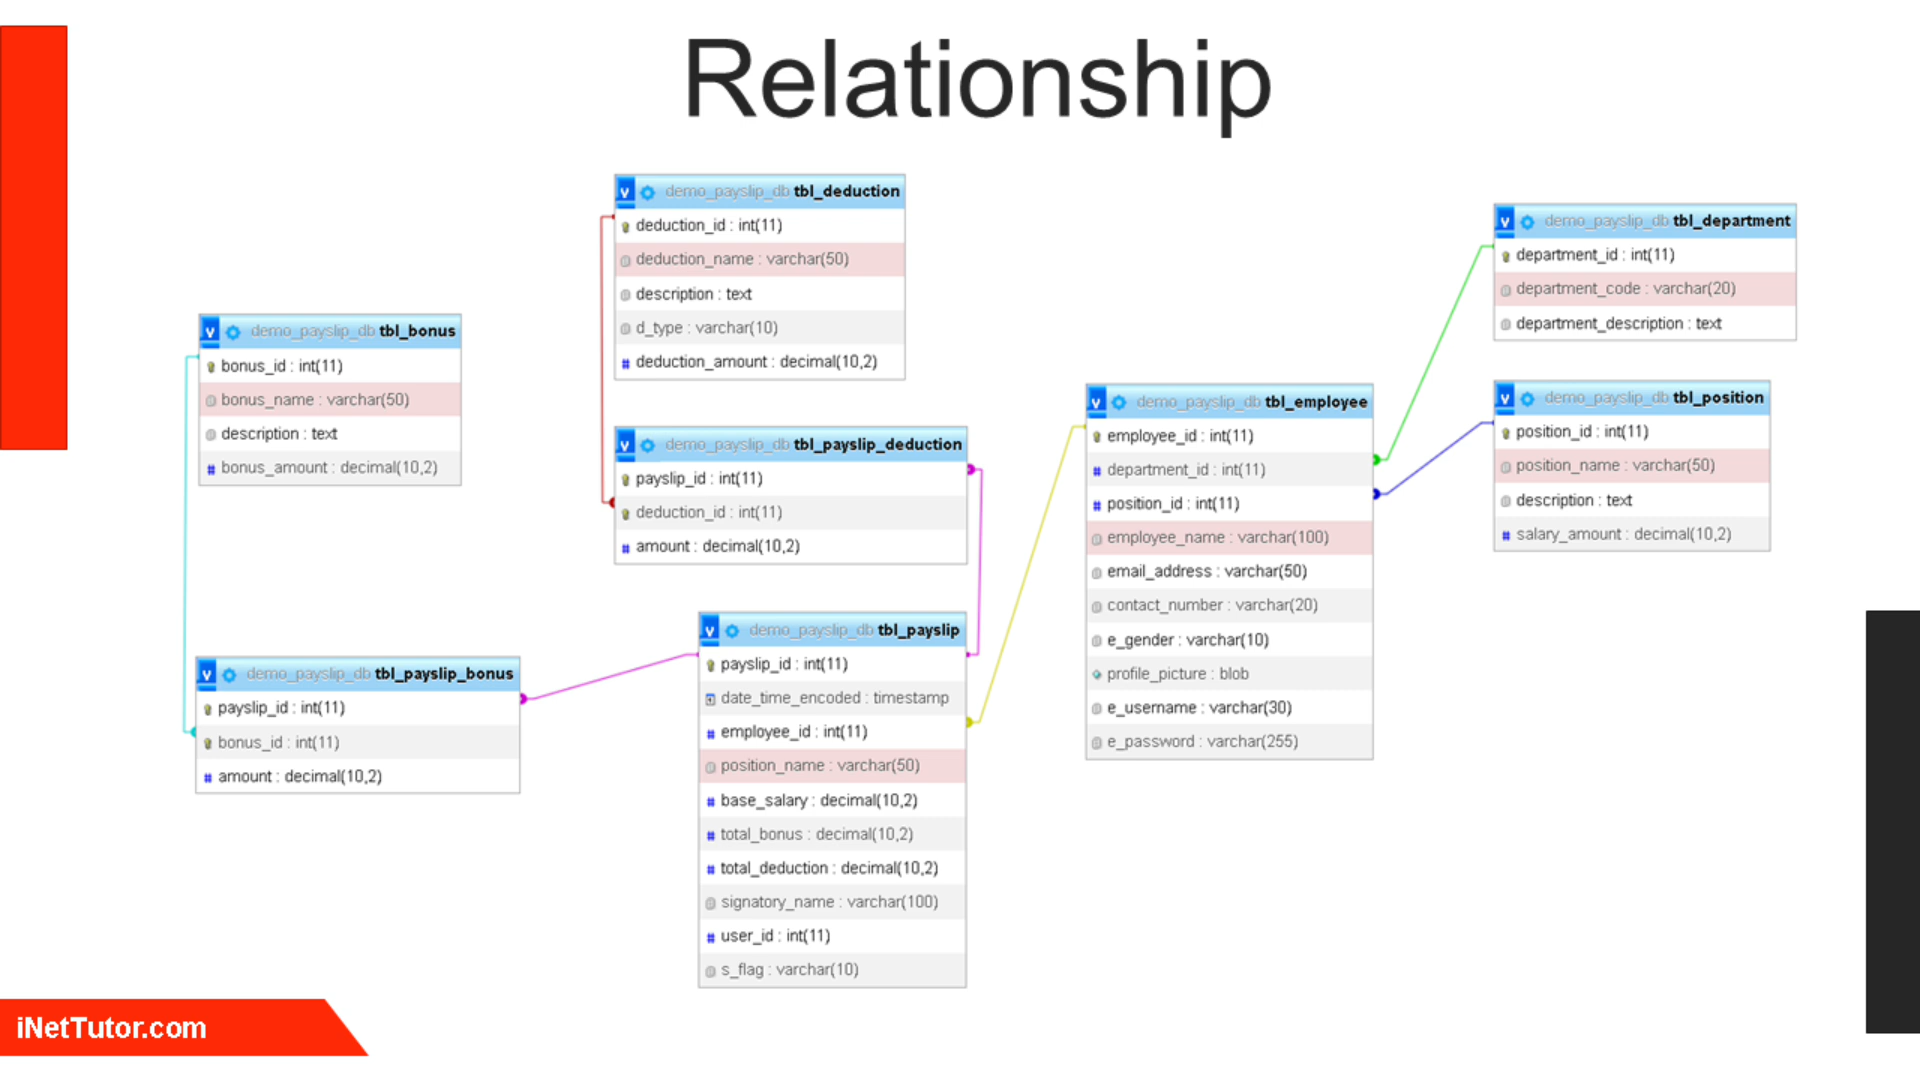 Relationship
demo_payslip_db tbl_deduction
deduction_id : int(11)
deduction_name : varchar(50)
description : text
d_type : varchar(10)
deduction_amount : decimal(10,2)
demo_payslip_db tbl_department
department_id : int(11)
department_code : varchar(20)
department_description : text
demo_payslip_db tbl_bonus
bonus_id : int(11)
bonus_name : varchar(50)
description : text
bonus_amount : decimal(10,2)
demo_payslip_db tbl_payslip_deduction
payslip_id : int(11)
deduction_id : int(11)
amount : decimal(10,2)
demo_payslip_db tbl_employee
employee_id : int(11)
department_id : int(11)
position_id : int(11)
employee_name : varchar(100)
email_address : varchar(50)
contact_number : varchar(20)
e_gender : varchar(10)
profile_picture : blob
e_username : varchar(30)
e_password : varchar(255)
demo_payslip_db tbl_position
position_id : int(11)
position_name : varchar(50)
description : text
salary_amount : decimal(10,2)
demo_payslip_db tbl_payslip_bonus
payslip_id : int(11)
bonus_id : int(11)
amount : decimal(10,2)
demo_payslip_db tbl_payslip
payslip_id : int(11)
date_time_encoded : timestamp
employee_id : int(11)
position_name : varchar(50)
base_salary : decimal(10,2)
total_bonus : decimal(10,2)
total_deduction : decimal(10,2)
signatory_name : varchar(100)
user_id : int(11)
s_flag : varchar(10)
iNetTutor.com